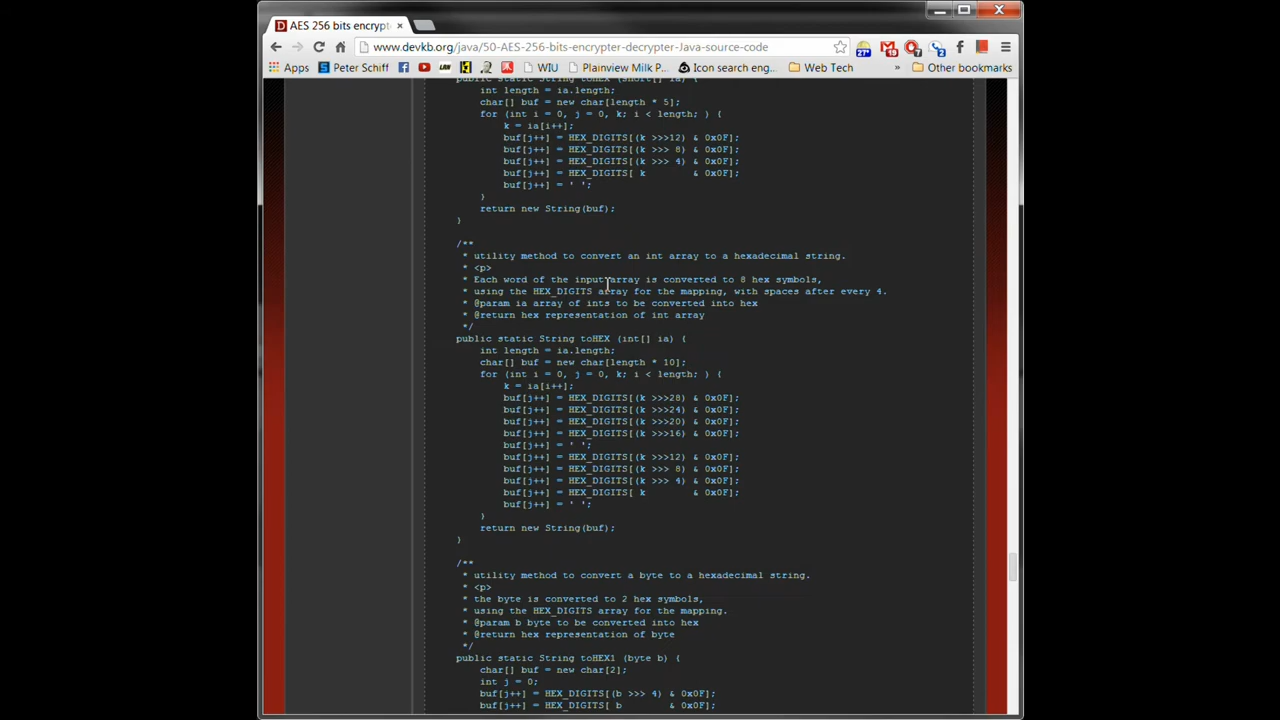 AES 256 bits encrypt
www.devkb.org/java/50-AES-256-bits-encrypter-decrypter-Java-source-code
27°
Apps Peter Schiff WIU Plainview Milk P... Icon search eng... Web Tech » Other bookmarks
public static String toHEX (short[] ia) {
int length = ia.length;
char[] buf = new char[length * 5];
for (int i = 0, j = 0, k; i < length; ) {
k = ia[i++];
buf[j++] = HEX_DIGITS[(k >>>12) & 0x0F];
buf[j++] = HEX_DIGITS[(k >>> 8) & 0x0F];
buf[j++] = HEX_DIGITS[(k >>> 4) & 0x0F];
buf[j++] = HEX_DIGITS[ k & 0x0F];
buf[j++] = ' ';
}
return new String(buf);
}
/**
* utility method to convert an int array to a hexadecimal string.
* <p>
* Each word of the input array is converted to 8 hex symbols,
* using the HEX_DIGITS array for the mapping, with spaces after every 4.
* @param ia array of ints to be converted into hex
* @return hex representation of int array
*/
public static String toHEX (int[] ia) {
int length = ia.length;
char[] buf = new char[length * 10];
for (int i = 0, j = 0, k; i < length; ) {
k = ia[i++];
buf[j++] = HEX_DIGITS[(k >>>28) & 0x0F];
buf[j++] = HEX_DIGITS[(k >>>24) & 0x0F];
buf[j++] = HEX_DIGITS[(k >>>20) & 0x0F];
buf[j++] = HEX_DIGITS[(k >>>16) & 0x0F];
buf[j++] = ' ';
buf[j++] = HEX_DIGITS[(k >>>12) & 0x0F];
buf[j++] = HEX_DIGITS[(k >>> 8) & 0x0F];
buf[j++] = HEX_DIGITS[(k >>> 4) & 0x0F];
buf[j++] = HEX_DIGITS[ k & 0x0F];
buf[j++] = ' ';
}
return new String(buf);
}
/**
* utility method to convert a byte to a hexadecimal string.
* <p>
* the byte is converted to 2 hex symbols,
* using the HEX_DIGITS array for the mapping.
* @param b byte to be converted into hex
* @return hex representation of byte
*/
public static String toHEX1 (byte b) {
char[] buf = new char[2];
int j = 0;
buf[j++] = HEX_DIGITS[(b >>> 4) & 0x0F];
buf[j++] = HEX_DIGITS[ b & 0x0F];